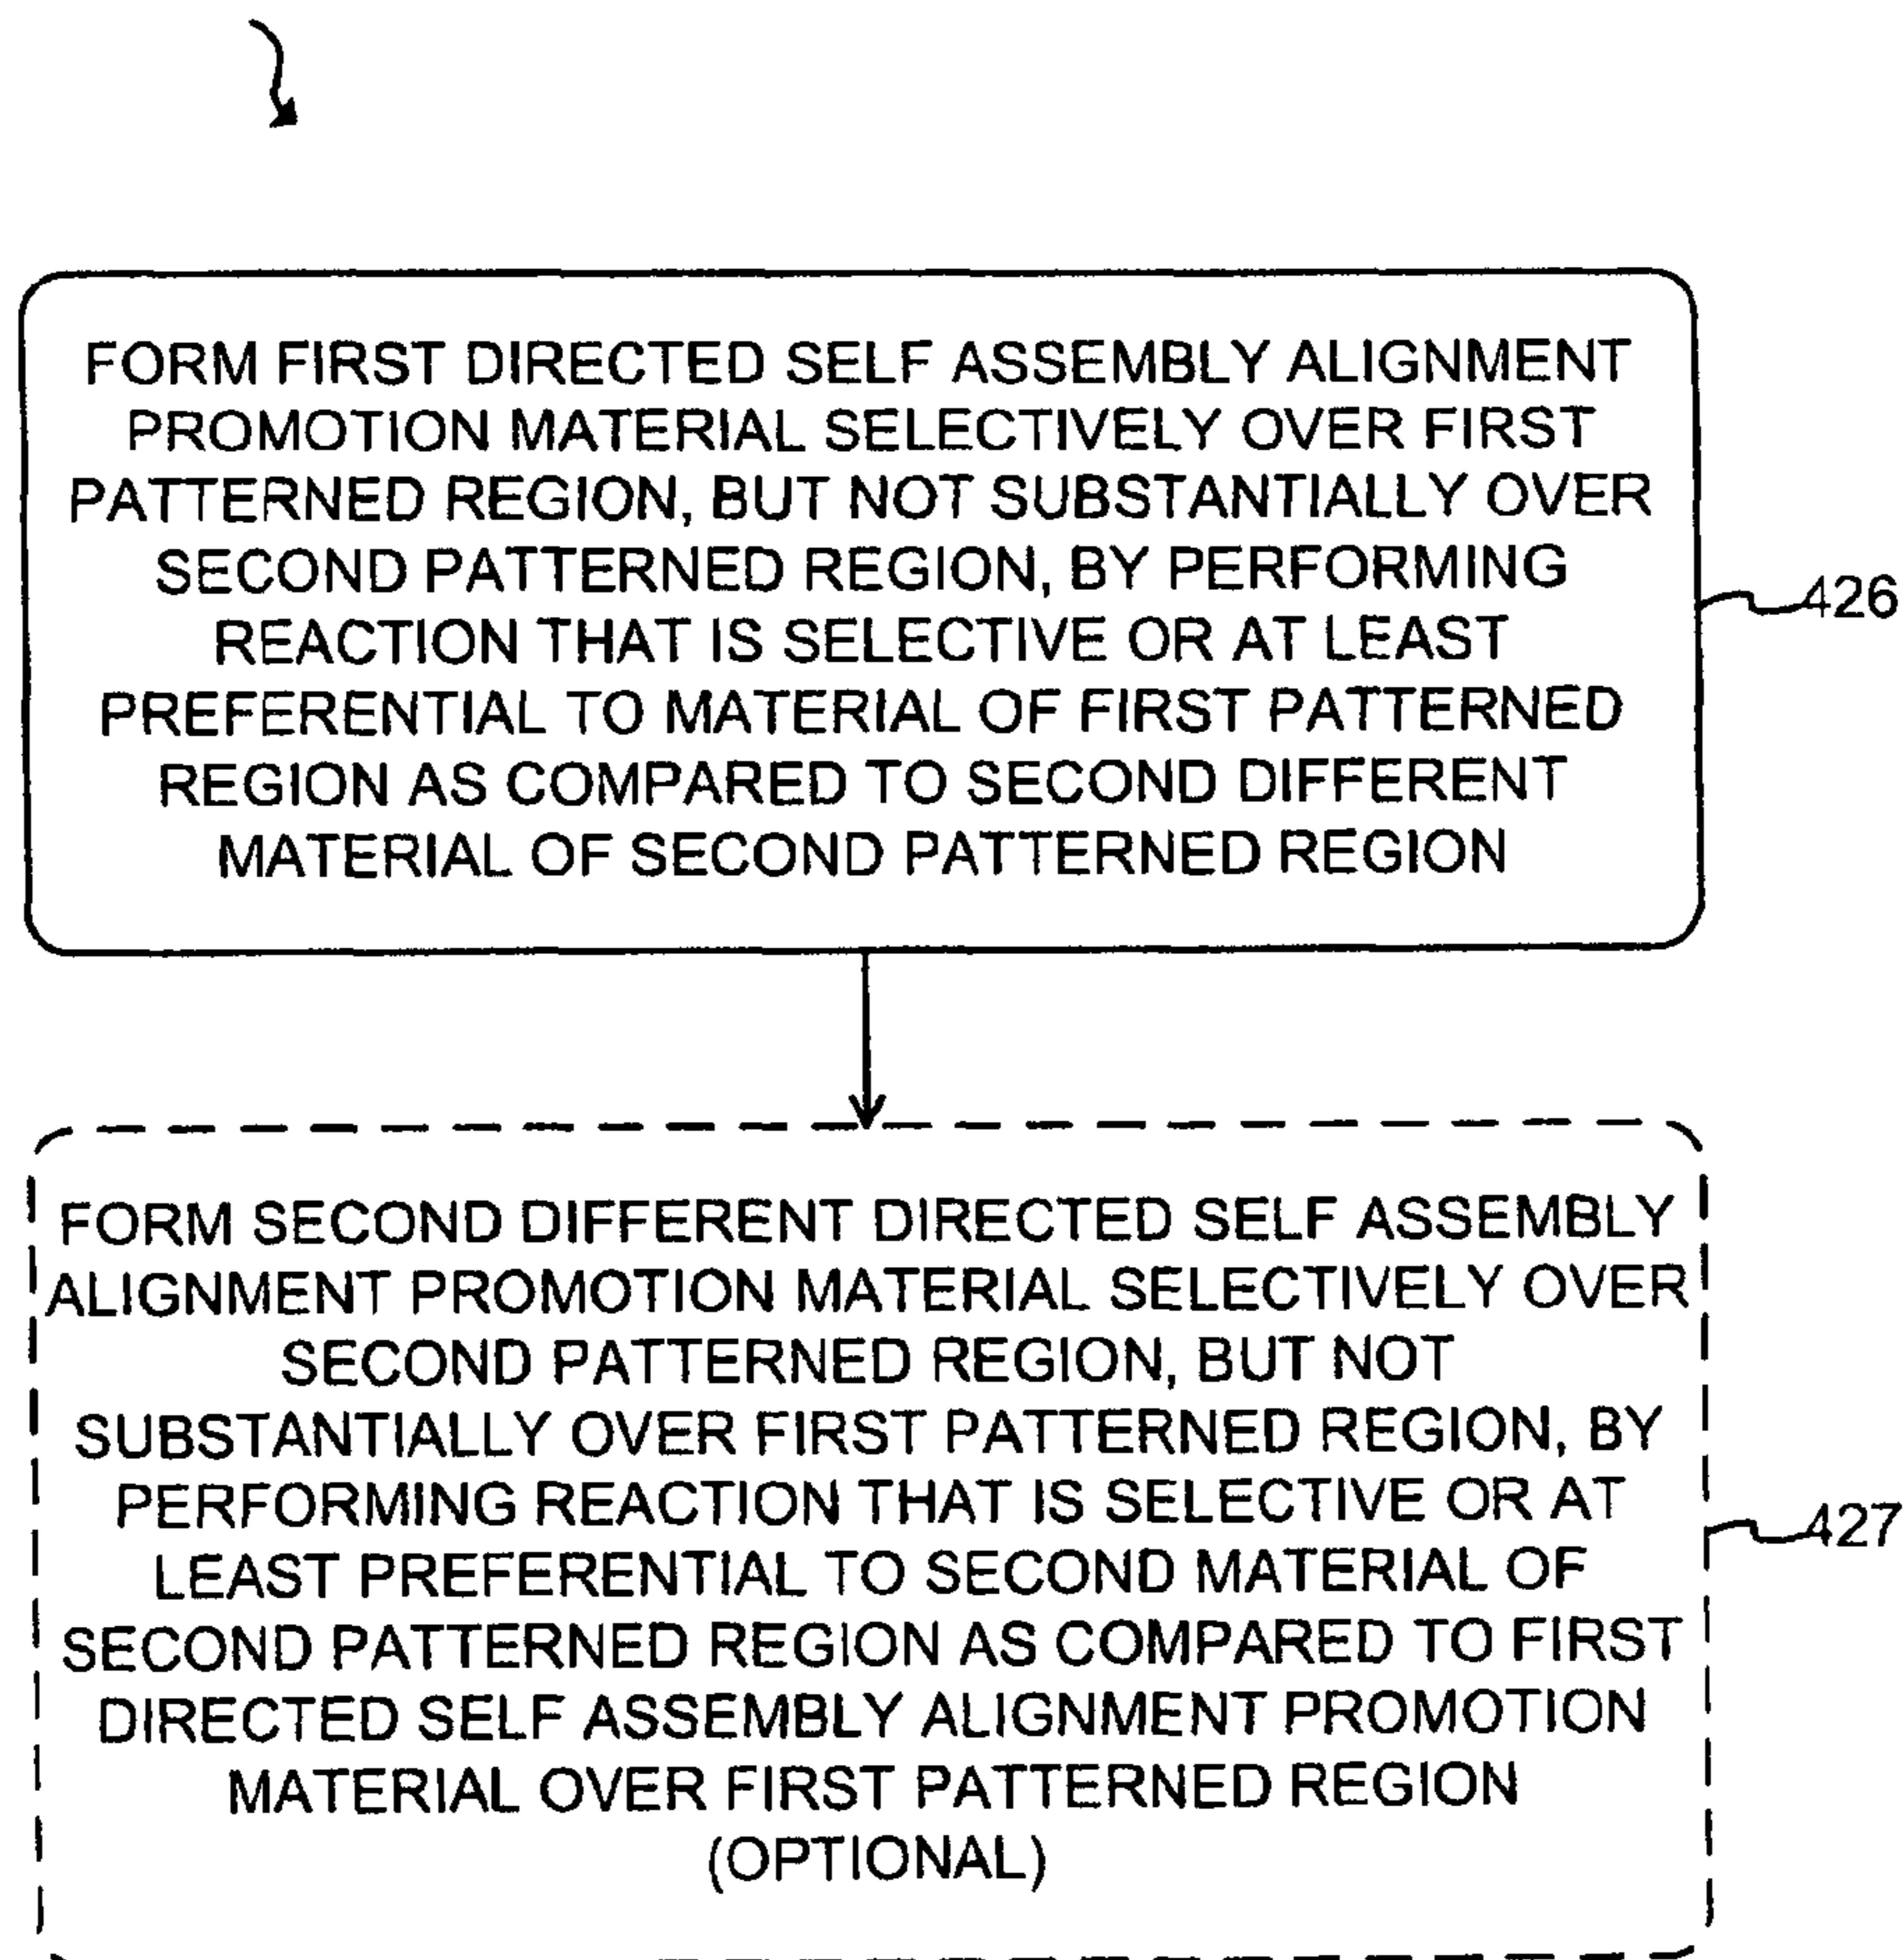 FORM FIRST DIRECTED SELF ASSEMBLY ALIGNMENT
PROMOTION MATERIAL SELECTIVELY OVER FIRST
PATTERNED REGION, BUT NOT SUBSTANTIALLY OVER
SECOND PATTERNED REGION, BY PERFORMING
REACTION THAT IS SELECTIVE OR AT LEAST
PREFERENTIAL TO MATERIAL OF FIRST PATTERNED
REGION AS COMPARED TO SECOND DIFFERENT
MATERIAL OF SECOND PATTERNED REGION
426
FORM SECOND DIFFERENT DIRECTED SELF ASSEMBLY
ALIGNMENT PROMOTION MATERIAL SELECTIVELY OVER
SECOND PATTERNED REGION, BUT NOT
SUBSTANTIALLY OVER FIRST PATTERNED REGION, BY
PERFORMING REACTION THAT IS SELECTIVE OR AT
LEAST PREFERENTIAL TO SECOND MATERIAL OF
SECOND PATTERNED REGION AS COMPARED TO FIRST
DIRECTED SELF ASSEMBLY ALIGNMENT PROMOTION
MATERIAL OVER FIRST PATTERNED REGION
(OPTIONAL)
427